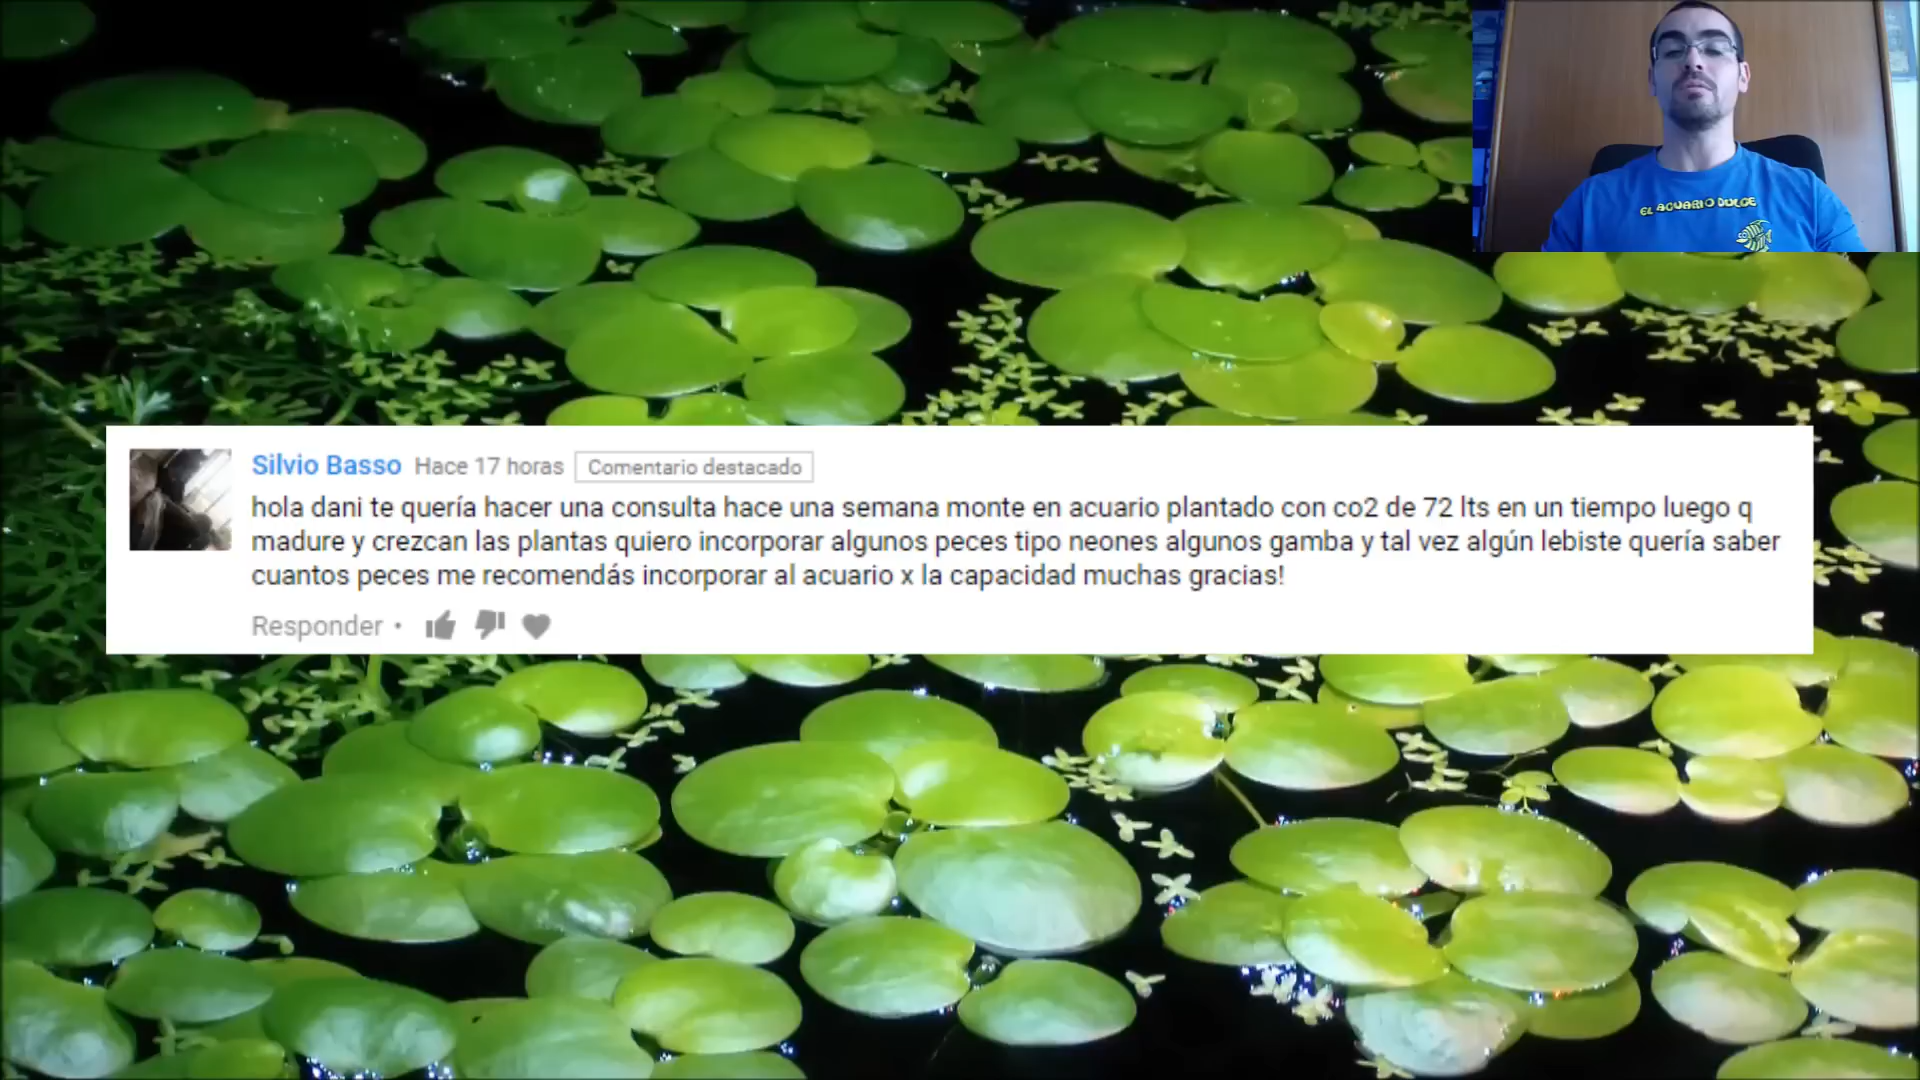 EL ACUARIO DULCE
Silvio Basso Hace 17 horas Comentario destacado
hola dani te quería hacer una consulta hace una semana monte en acuario plantado con co2 de 72 lts en un tiempo luego q
madure y crezcan las plantas quiero incorporar algunos peces tipo neones algunos gamba y tal vez algún lebiste quería saber
cuantos peces me recomendás incorporar al acuario x la capacidad muchas gracias!
Responder •